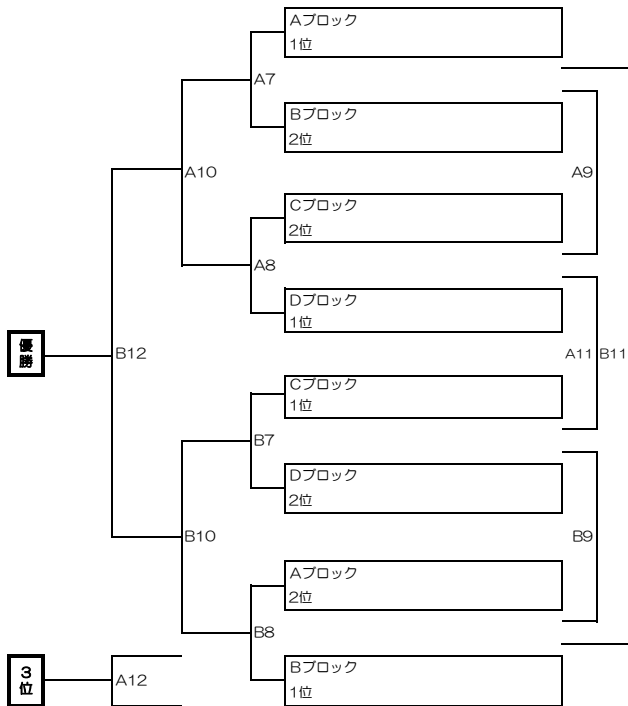 Aブロック
1位
A7
Bブロック
2位
A10
A9
Cブロック
2位
A8
Dブロック
1位
優
勝
B12
A11
B11
Cブロック
1位
B7
Dブロック
2位
B10
B9
Aブロック
2位
B8
3
位
A12
Bブロック
1位